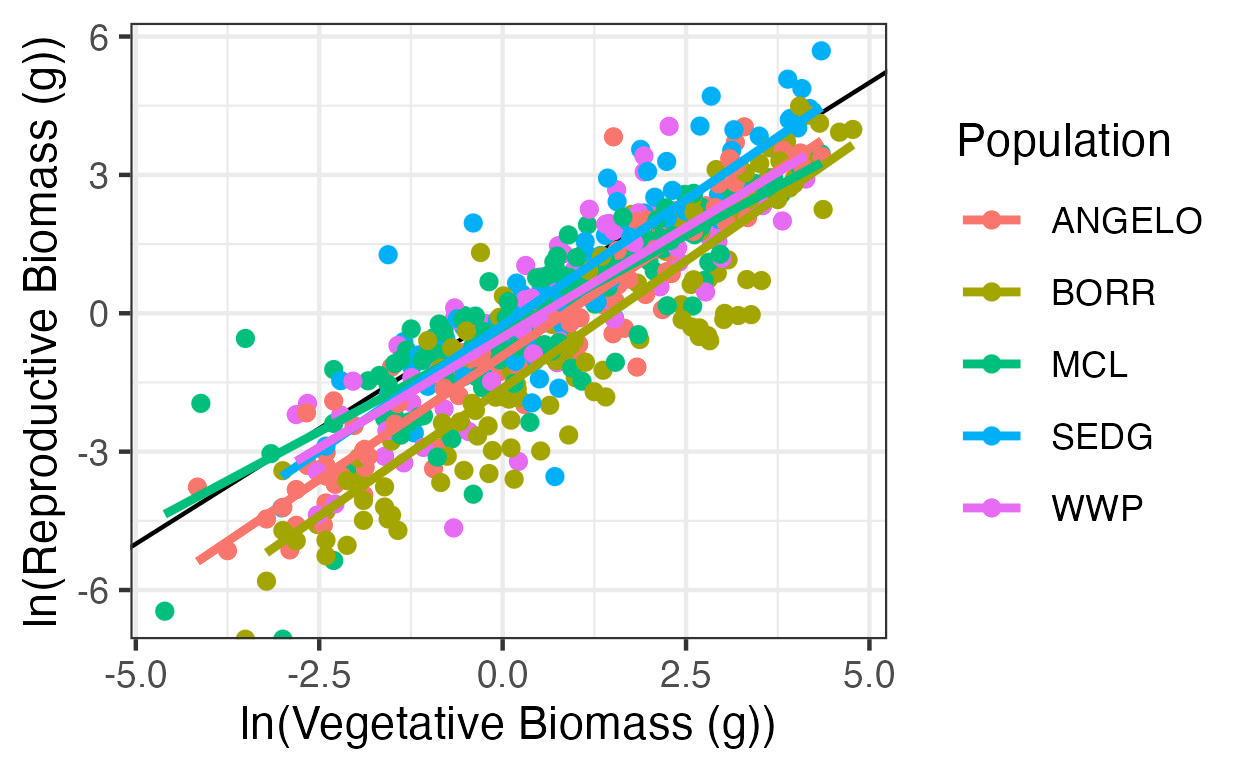 ln(Reproductive Biomass (g))
6
3
0
-3
-6
-5.0 -2.5 0.0 2.5 5.0
ln(Vegetative Biomass (g))
Population
ANGELO
BORR
MCL
SEDG
WWP